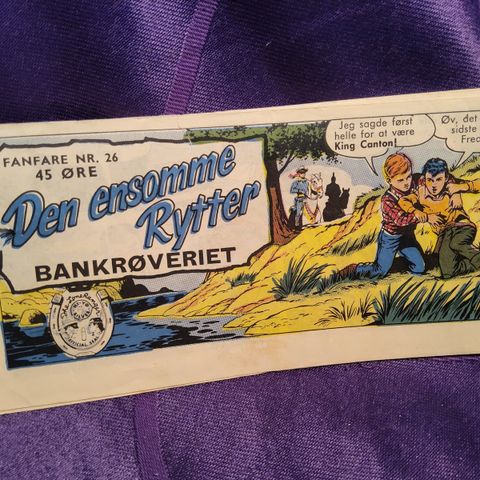 FANFARE NR. 26
45 ØRE
Den ensomme
Rytter
BANKRØVERIET
Jeg sagde først
helle for at være
King Canton!
Øv, det
sidste
Fred